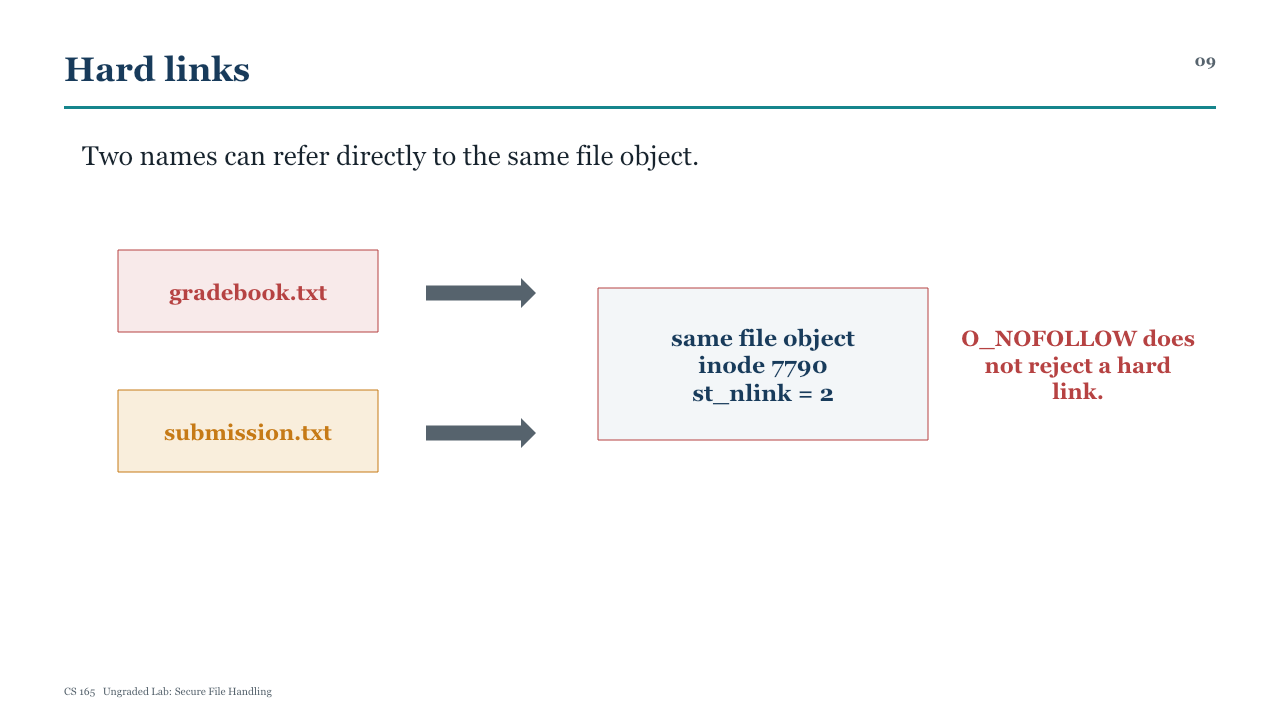 Hard links
09
Two names can refer directly to the same file object.
gradebook.txt
submission.txt
same file object
inode 7790
st_nlink = 2
O_NOFOLLOW does
not reject a hard
link.
CS 165 Ungraded Lab: Secure File Handling